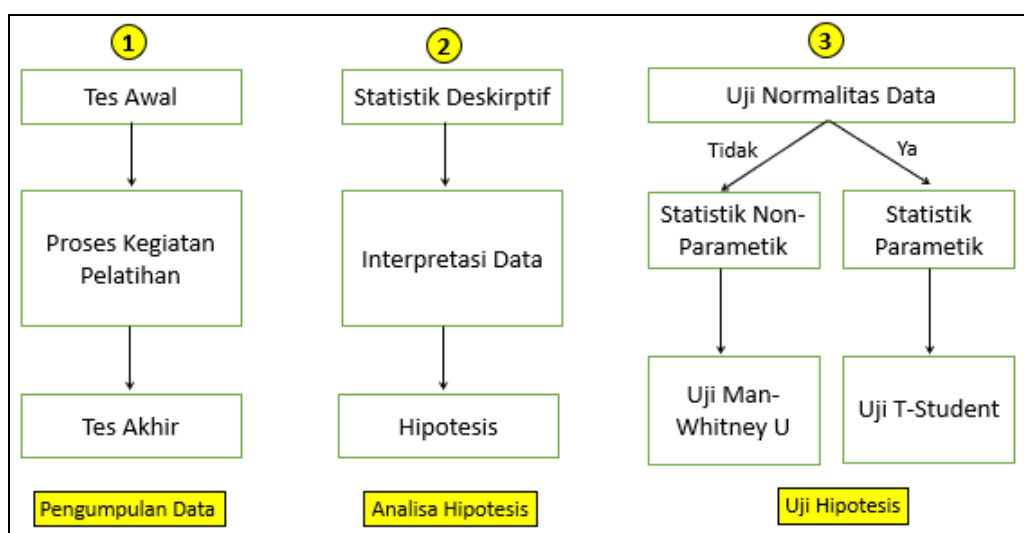 1
Tes Awal
Proses Kegiatan
Pelatihan
Tes Akhir
Pengumpulan Data
2
Statistik Deskirptif
Interpretasi Data
Hipotesis
Analisa Hipotesis
3
Uji Normalitas Data
Tidak
Ya
Statistik Non-
Parametik
Statistik
Parametik
Uji Man-
Whitney U
Uji T-Student
Uji Hipotesis